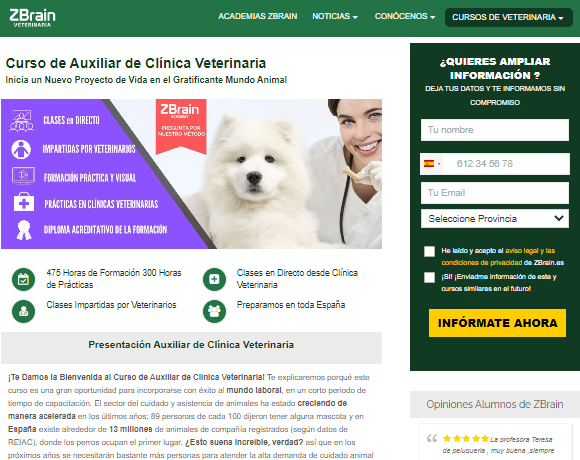 ZBrain
VETERINARIA
ACADEMIAS ZBRAIN
NOTICIAS
CONÓCENOS
CURSOS DE VETERINARIA
Curso de Auxiliar de Clínica Veterinaria
Inicia un Nuevo Proyecto de Vida en el Gratificante Mundo Animal
CLASES en DIRECTO
IMPARTIDAS POR VETERINARIOS
FORMACIÓN PRÁCTICA Y VISUAL
PRÁCTICAS EN CLÍNICAS VETERINARIAS
DIPLOMA ACREDITATIVO DE LA FORMACIÓN
ZBrain
ACADEMY
PREGUNTA POR
NUESTRO MÉTODO
475 Horas de Formación 300 Horas
de Prácticas
Clases en Directo desde Clínica
Veterinaria
Clases Impartidas por Veterinarios
Preparamos en toda España
Presentación Auxiliar de Clínica Veterinaria
¡Te Damos la Bienvenida al Curso de Auxiliar de Clínica Veterinaria! Te explicaremos porqué este
curso es una gran oportunidad para incorporarse con éxito al mundo laboral, en un corto periodo de
tiempo de capacitación. El sector del cuidado y asistencia de animales ha estado creciendo de
manera acelerada en los últimos años; 89 personas de cada 100 dijeron tener alguna mascota y en
España existe alrededor de 13 millones de animales de compañía registrados (según datos de
REIAC), donde los perros ocupan el primer lugar. ¿Esto suena increíble, verdad? así que en los
próximos años se necesitarán bastante más personas para atender la alta demanda de cuidado animal
¿QUIERES AMPLIAR
INFORMACIÓN ?
DEJA TUS DATOS Y TE INFORMAMOS SIN
COMPROMISO
Tu nombre
612 34 56 78
Tu Email
Seleccione Provincia
He leído y acepto el aviso legal y las
condiciones de privacidad de ZBrain.es
¡Sí! ¡Enviadme información de este y
cursos similares en el futuro!
INFÓRMATE AHORA
Opiniones Alumnos de ZBrain
La profesora Teresa
de peluqueria , muy buena ,siempre